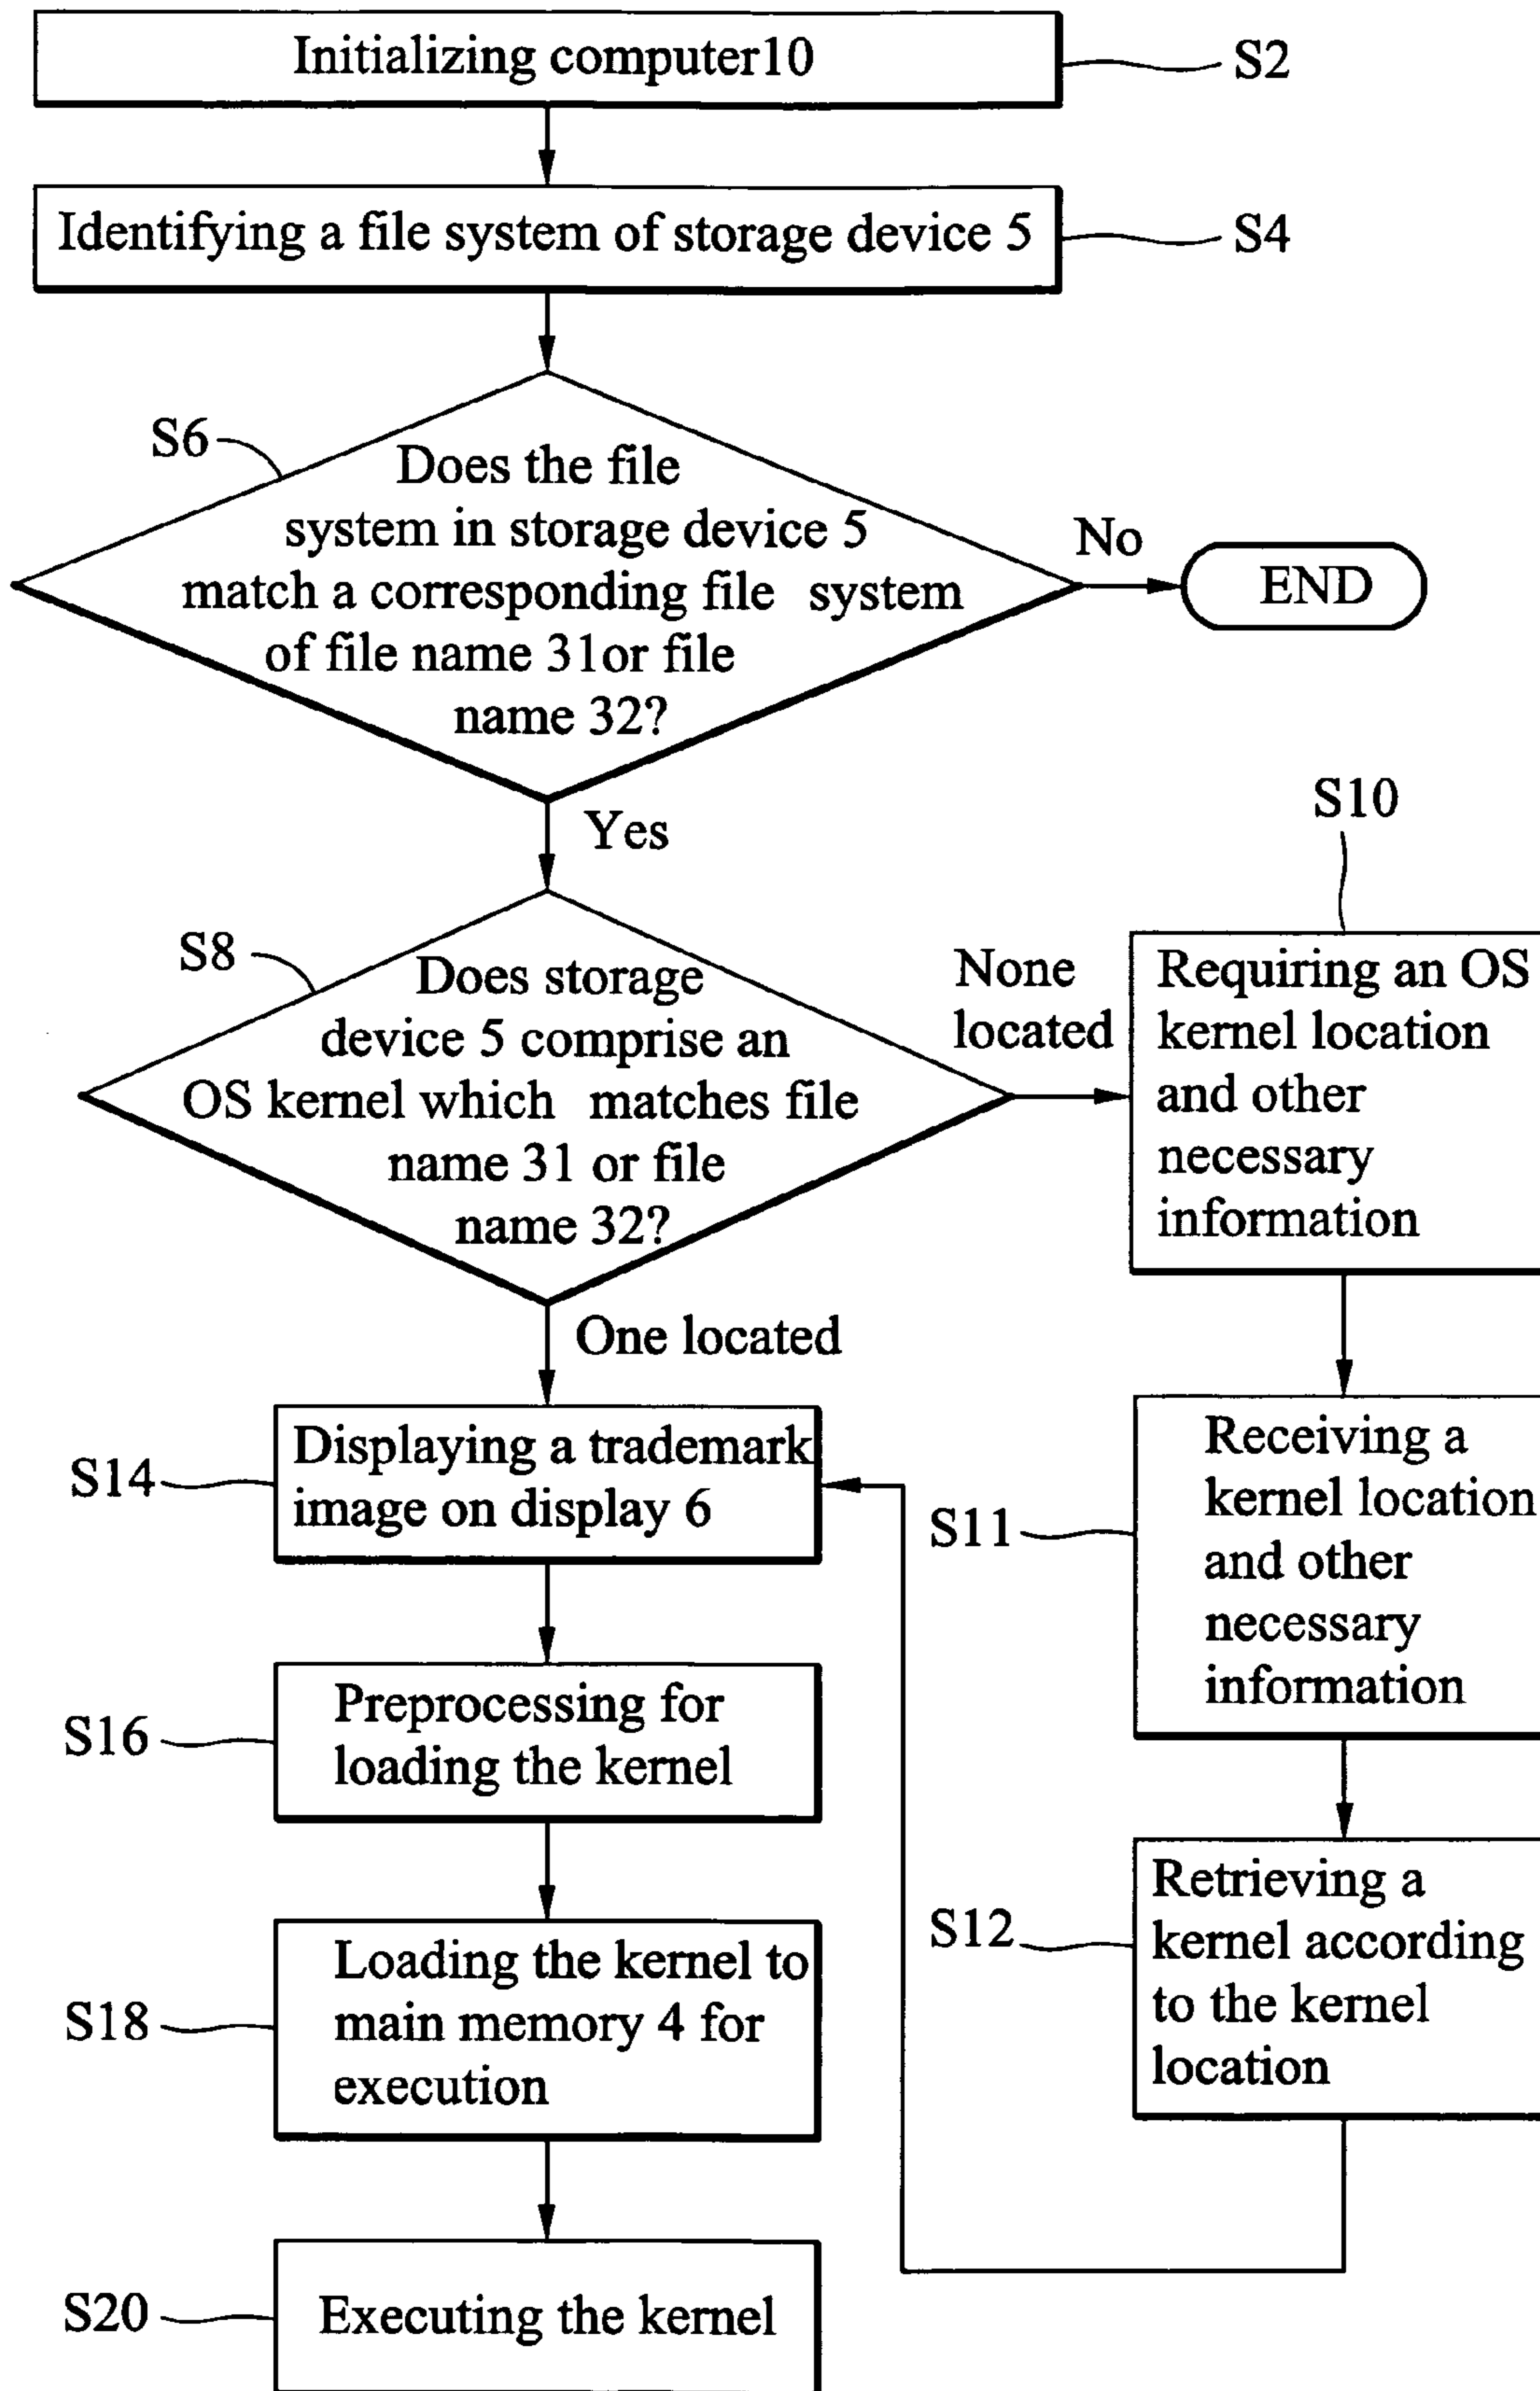 Initializing computer10
S2
Identifying a file system of storage device 5
S4
S6
Does the file
system in storage device 5
match a corresponding file system
of file name 31or file
name 32?
No
END
Yes
S8
Does storage
device 5 comprise an
OS kernel which matches file
name 31 or file
name 32?
None
located
S10
Requiring an OS
kernel location
and other
necessary
information
One located
S14
Displaying a trademark
image on display 6
S11
Receiving a
kernel location
and other
necessary
information
S16
Preprocessing for
loading the kernel
S12
Retrieving a
kernel according
to the kernel
location
S18
Loading the kernel to
main memory 4 for
execution
S20
Executing the kernel